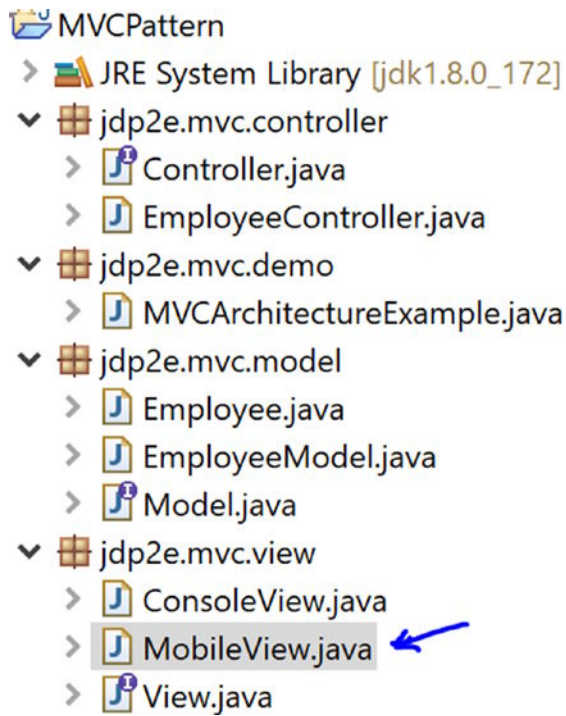 MVCPattern
JRE System Library [jdk1.8.0_172]
jdp2e.mvc.controller
Controller.java
EmployeeController.java
jdp2e.mvc.demo
MVCArchitectureExample.java
jdp2e.mvc.model
Employee.java
EmployeeModel.java
Model.java
jdp2e.mvc.view
ConsoleView.java
MobileView.java
View.java